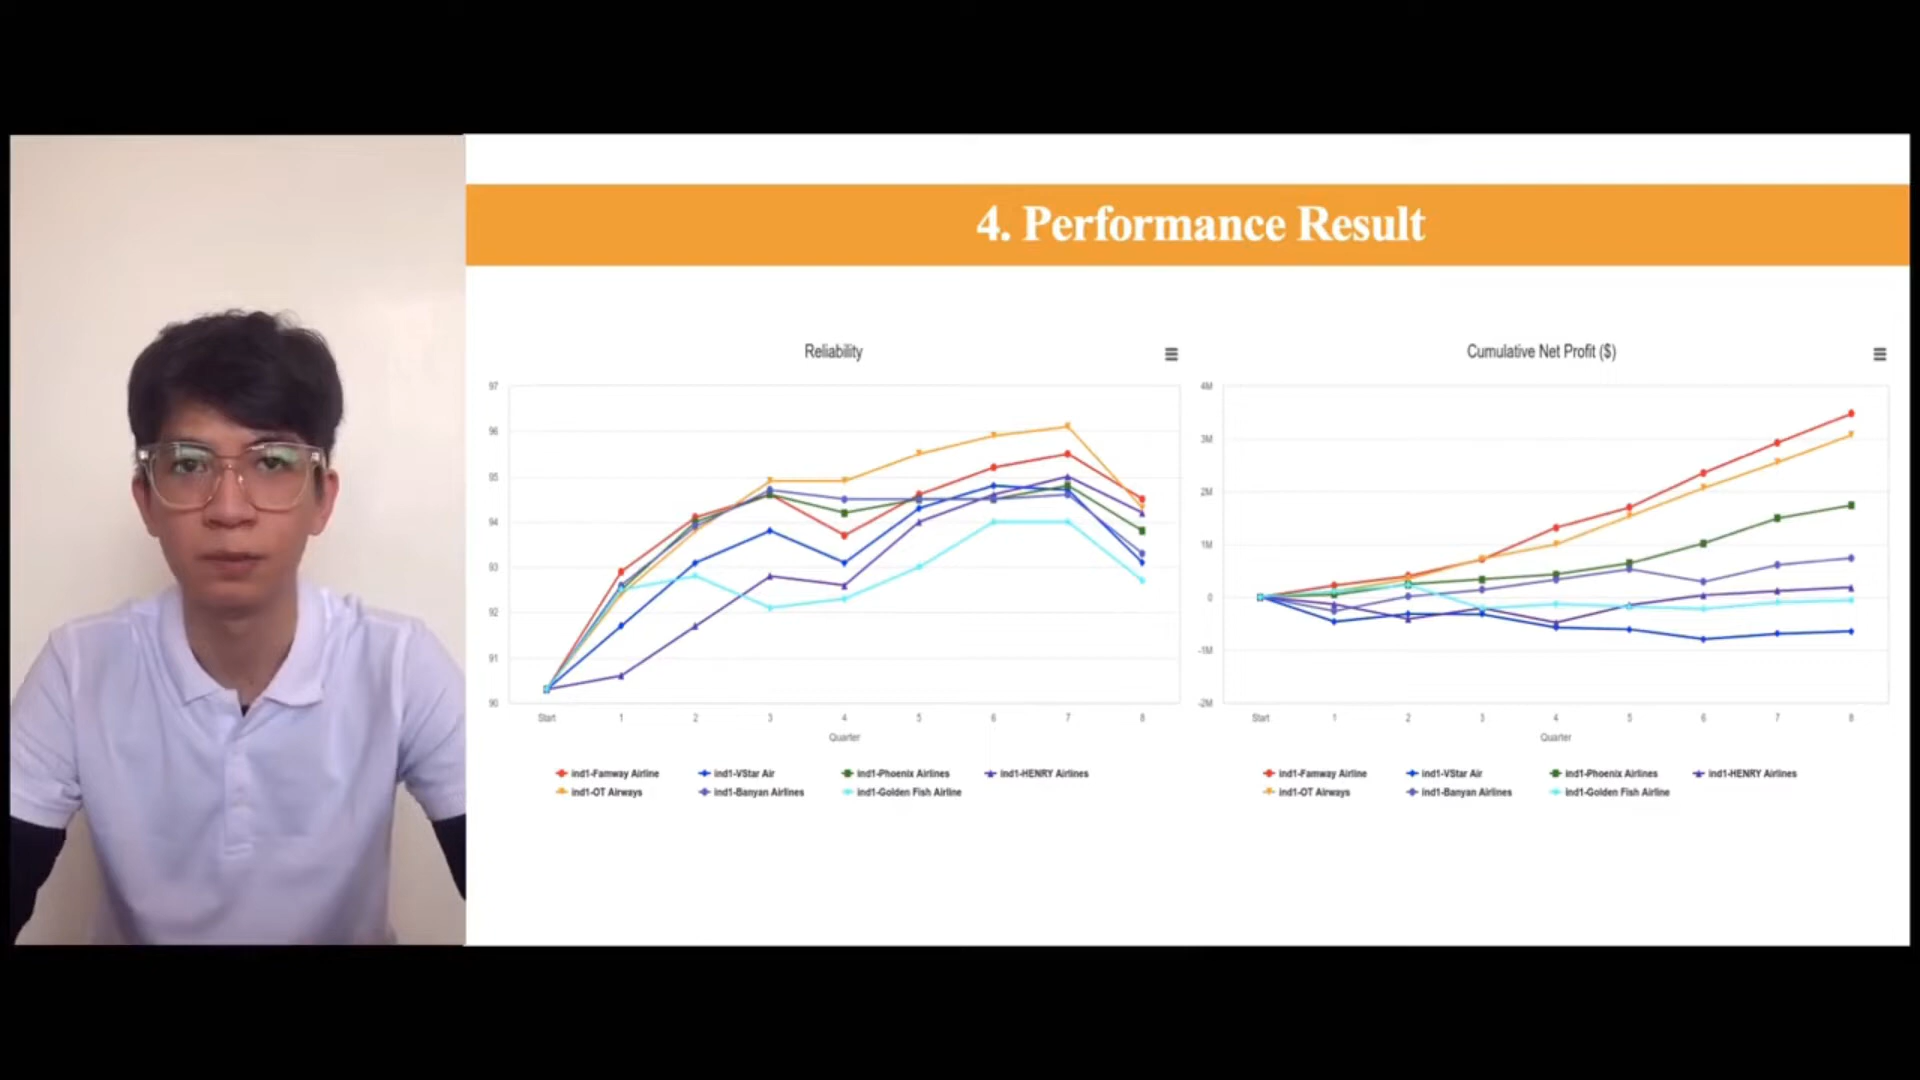 4. Performance Result
Reliability
97
96
95
94
93
92
91
90
Start 1 2 3 4 5 6 7 8
Quarter
ind1-Famway Airline ind1-VStar Air ind1-Phoenix Airlines ind1-HENRY Airlines
ind1-OT Airways ind1-Banyan Airlines ind1-Golden Fish Airline
Cumulative Net Profit ($)
4M
3M
2M
1M
0
-1M
-2M
Start 1 2 3 4 5 6 7 8
Quarter
ind1-Famway Airline ind1-VStar Air ind1-Phoenix Airlines ind1-HENRY Airlines
ind1-OT Airways ind1-Banyan Airlines ind1-Golden Fish Airline